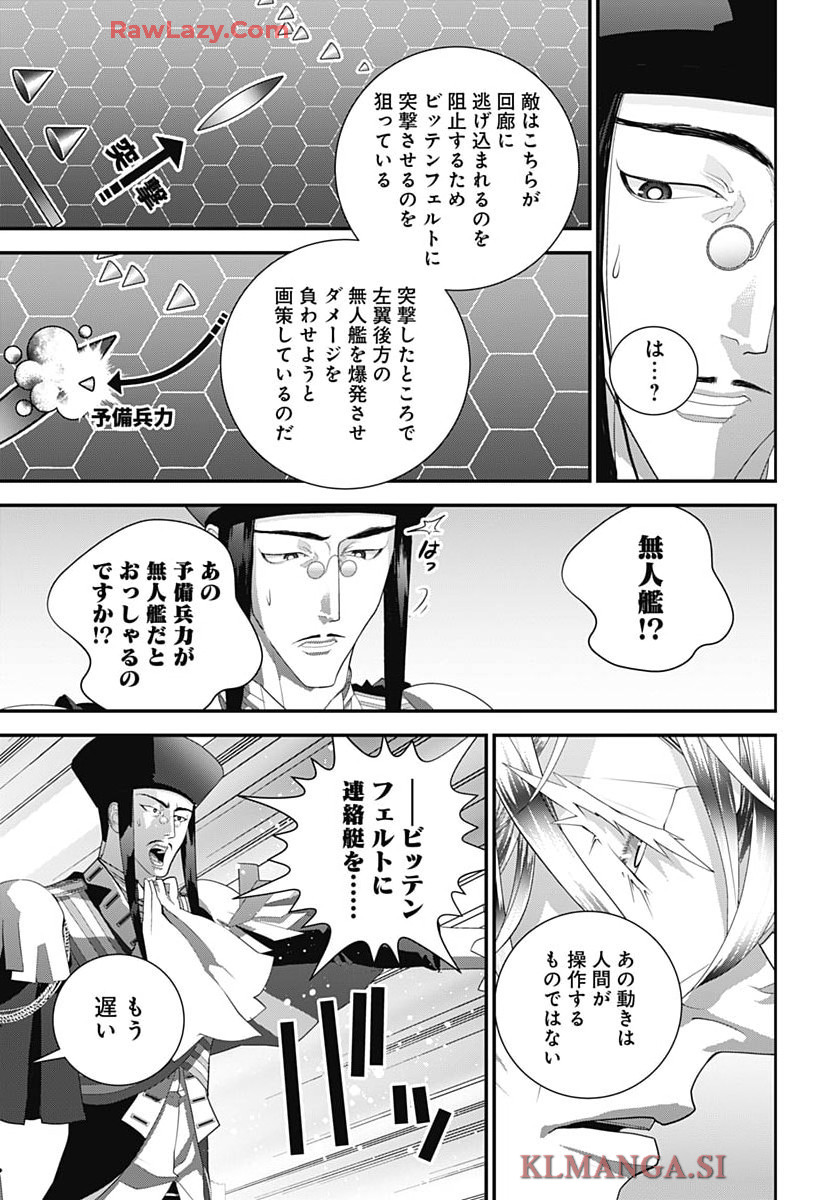 RawLazy.Com
は…？
敵はこちらが
回廊に
逃げ込まれるのを
阻止するため
ビッテンフェルトに
突撃させるのを
狙っている
突撃!!
突撃したところで
左翼後方の
無人艦を爆発させ
ダメージを
負わせようと
画策しているのだ
予備兵力
無人艦!?
はっ
あの
予備兵力が
無人艦だと
おっしゃるの
ですか!?
あの動きは
人間が
操作する
ものではない
──ビッテン
フェルトに
連絡艇を……
もう
遅い
KLMANGA.SI